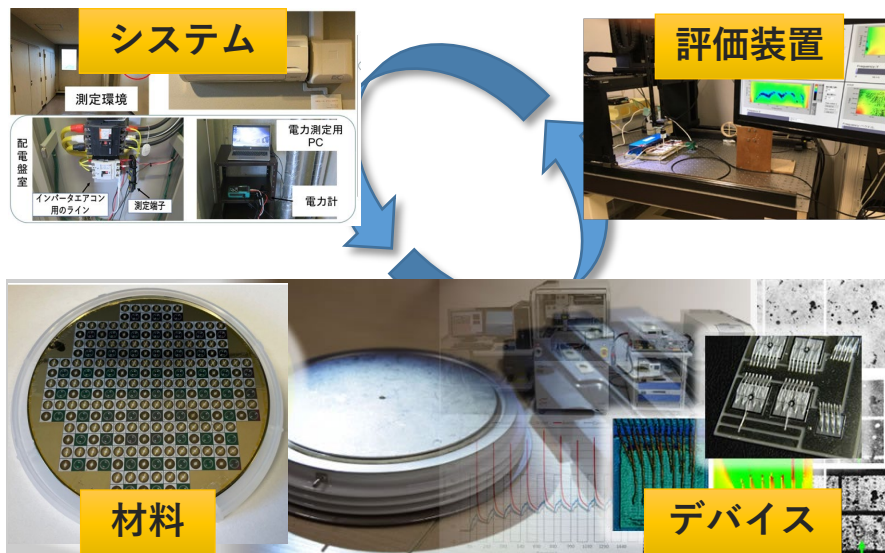 システム
評価装置
測定環境
配電盤室
電力測定用
PC
インバータエアコン
用のライン
測定端子
電力計
材料
デバイス